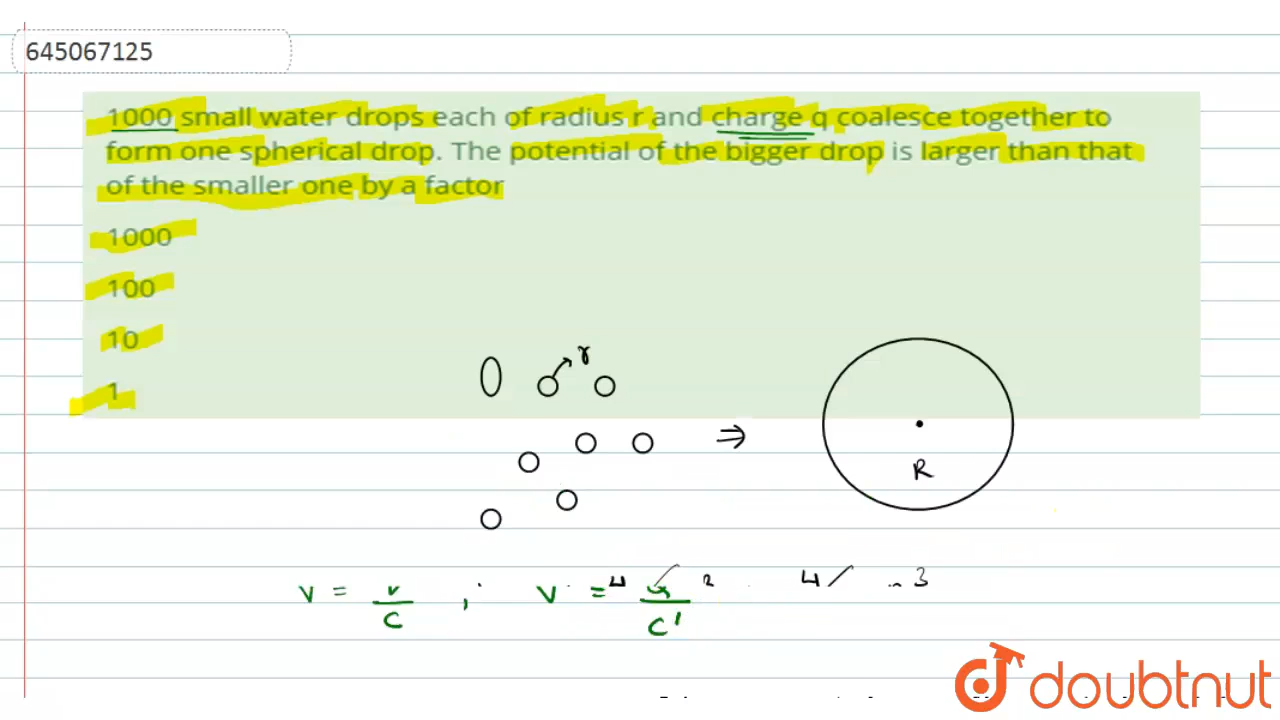 645067125
1000 small water drops each of radius r and charge q coalesce together to
form one spherical drop. The potential of the bigger drop is larger than that
of the smaller one by a factor
1000
100
10
1
r
R
V =
C
, V =
C'
4
3
doubtnut